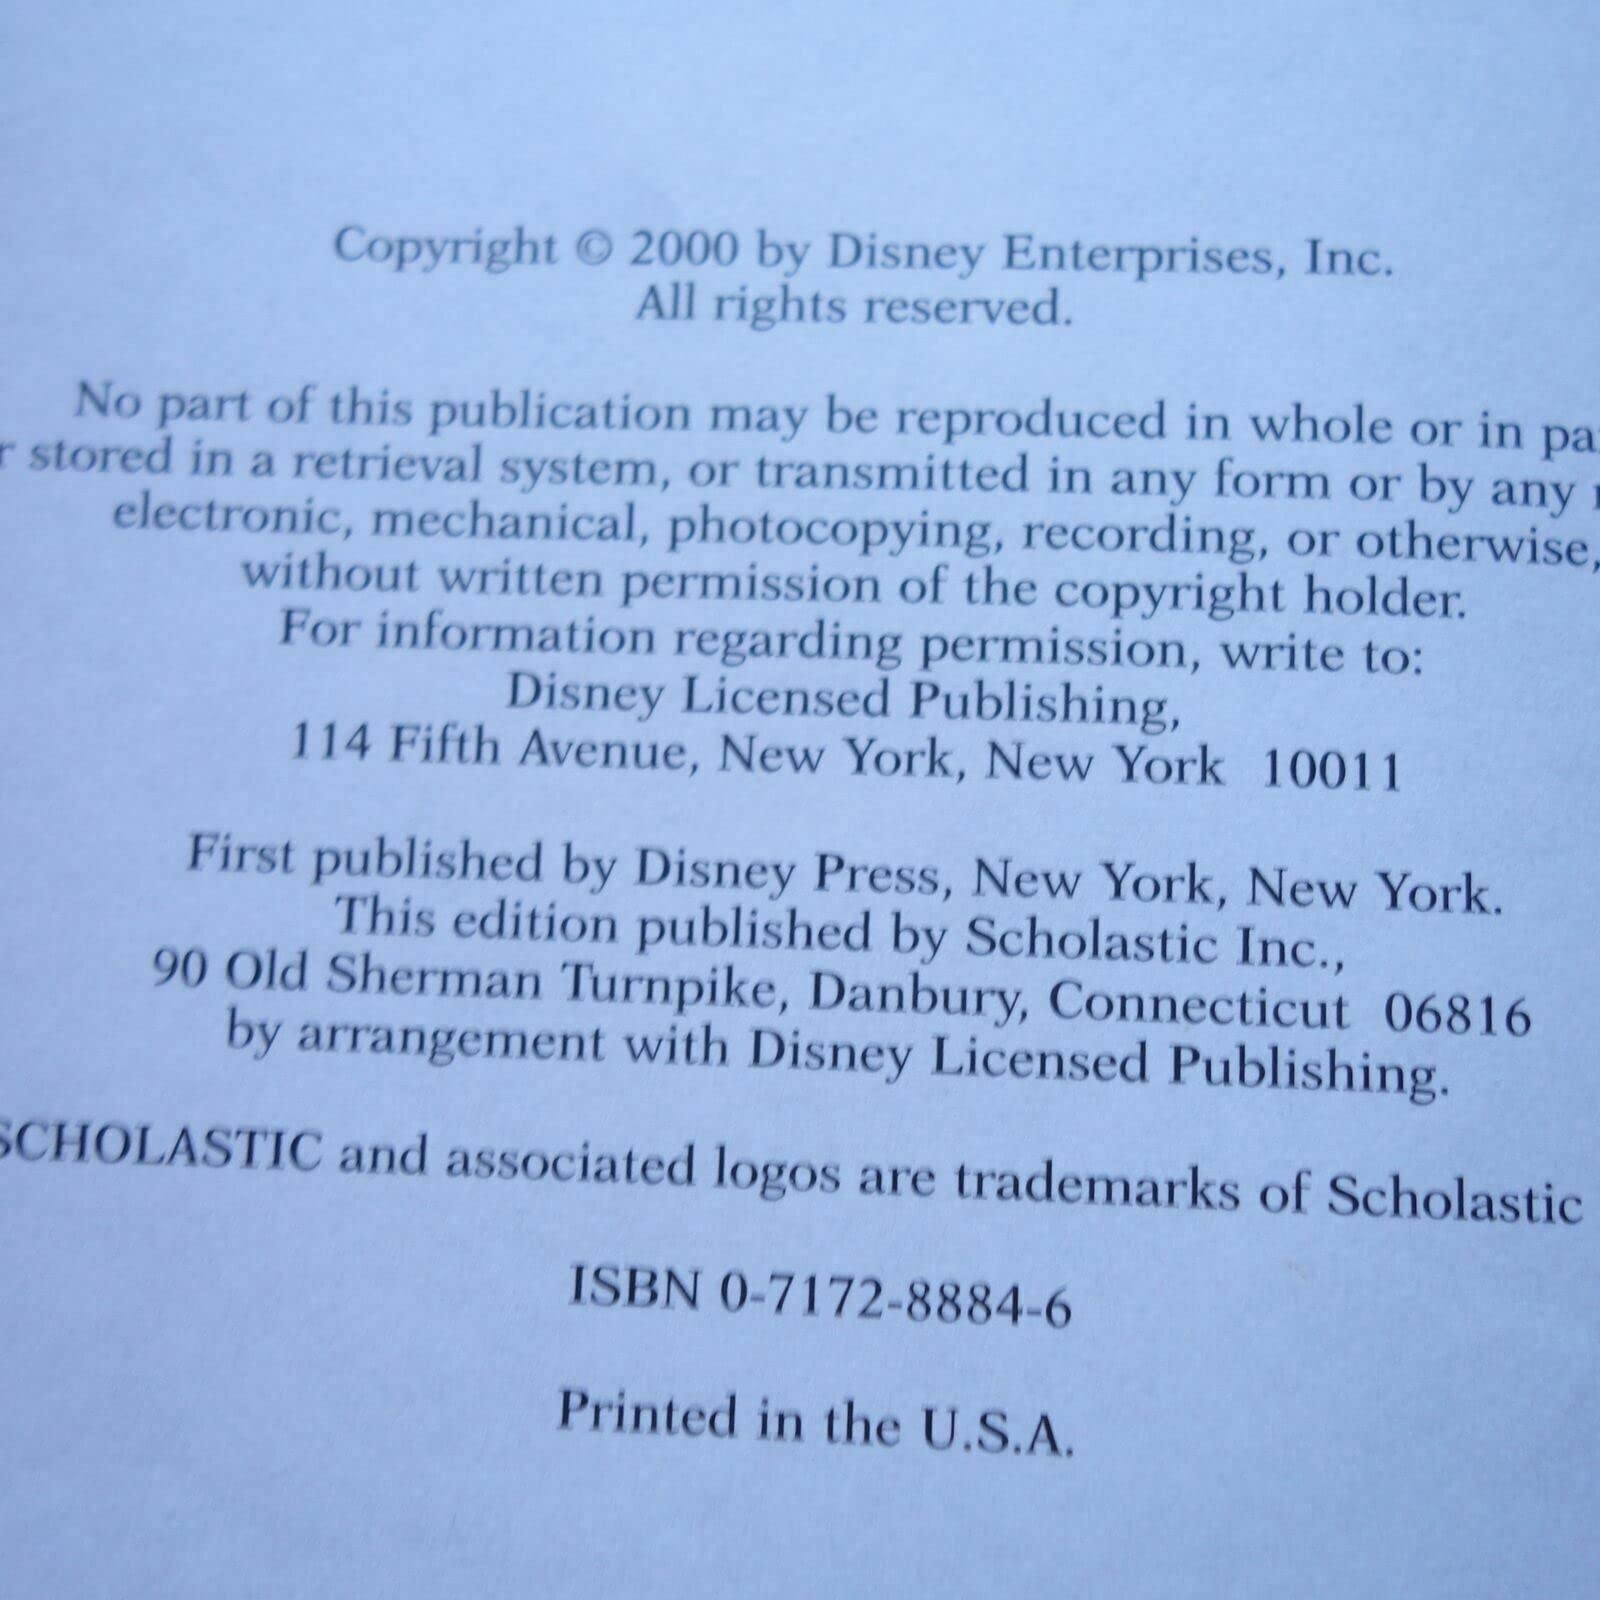 Copyright © 2000 by Disney Enterprises, Inc.
All rights reserved.
No part of this publication may be reproduced in whole or in
stored in a retrieval system, or transmitted in any form or by any
electronic, mechanical, photocopying, recording, or otherwise,
without written permission of the copyright holder.
For information regarding permission, write to:
Disney Licensed Publishing,
114 Fifth Avenue, New York, New York 10011
First published by Disney Press, New York, New York.
This edition published by Scholastic Inc.,
90 Old Sherman Turnpike, Danbury, Connecticut 06816
by arrangement with Disney Licensed Publishing.
SCHOLASTIC and associated logos are trademarks of Scholastic
ISBN 0-7172-8884-6
Printed in the U.S.A.